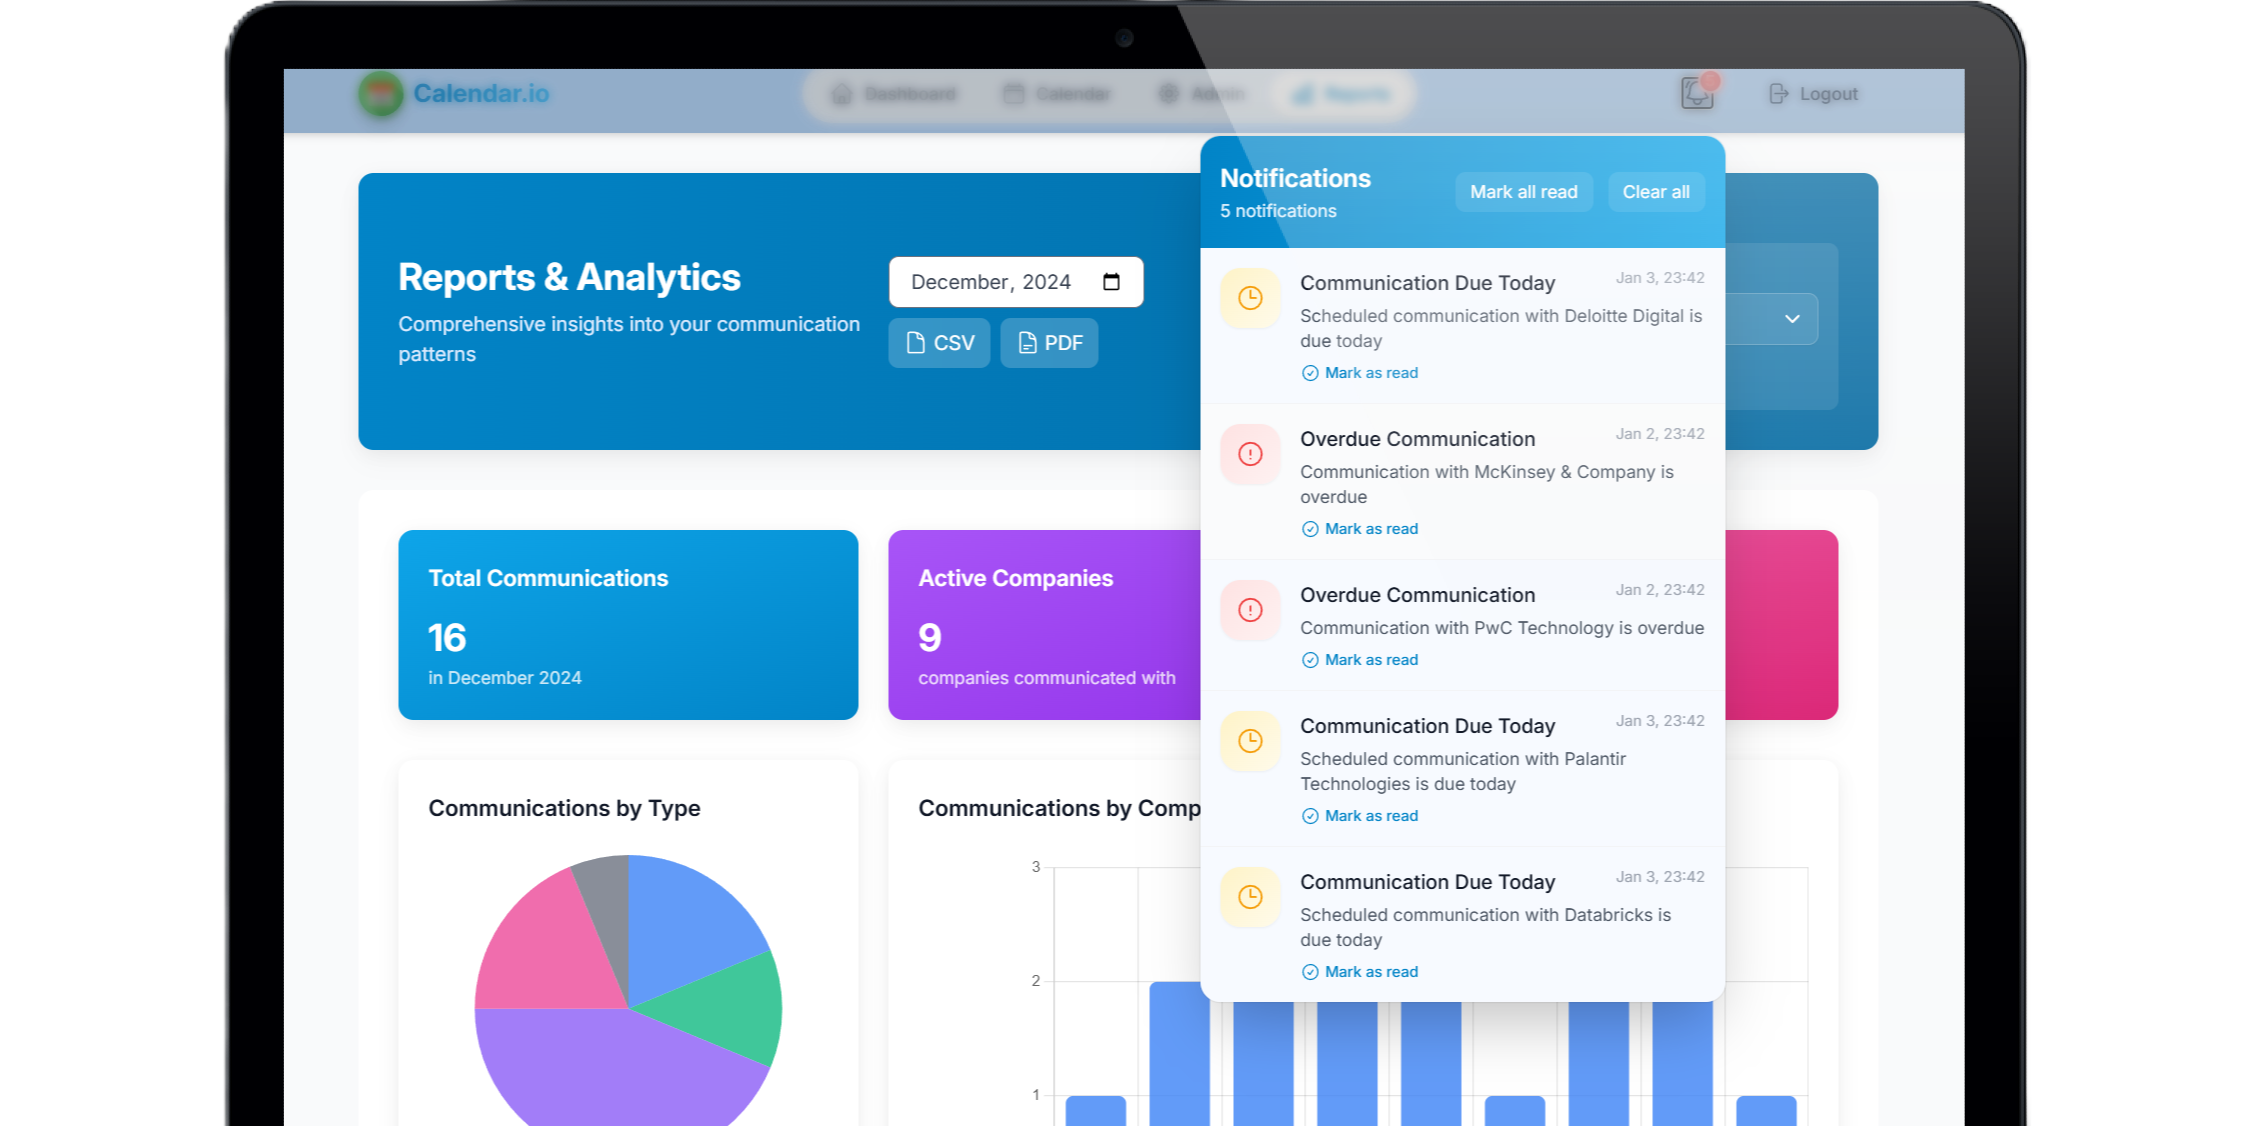 Calendar.io
Dashboard
Calendar
Admin
Reports
Logout
Notifications
5 notifications
Mark all read
Clear all
Communication Due Today
Jan 3, 23:42
Scheduled communication with Deloitte Digital is
due today
Mark as read
Overdue Communication
Jan 2, 23:42
Communication with McKinsey & Company is
overdue
Mark as read
Overdue Communication
Jan 2, 23:42
Communication with PwC Technology is overdue
Mark as read
Communication Due Today
Jan 3, 23:42
Scheduled communication with Palantir
Technologies is due today
Mark as read
Communication Due Today
Jan 3, 23:42
Scheduled communication with Databricks is
due today
Mark as read
Reports & Analytics
Comprehensive insights into your communication
patterns
December, 2024
CSV
PDF
Total Communications
16
in December 2024
Active Companies
9
companies communicated with
Communications by Type
Communications by Comp
3
2
1